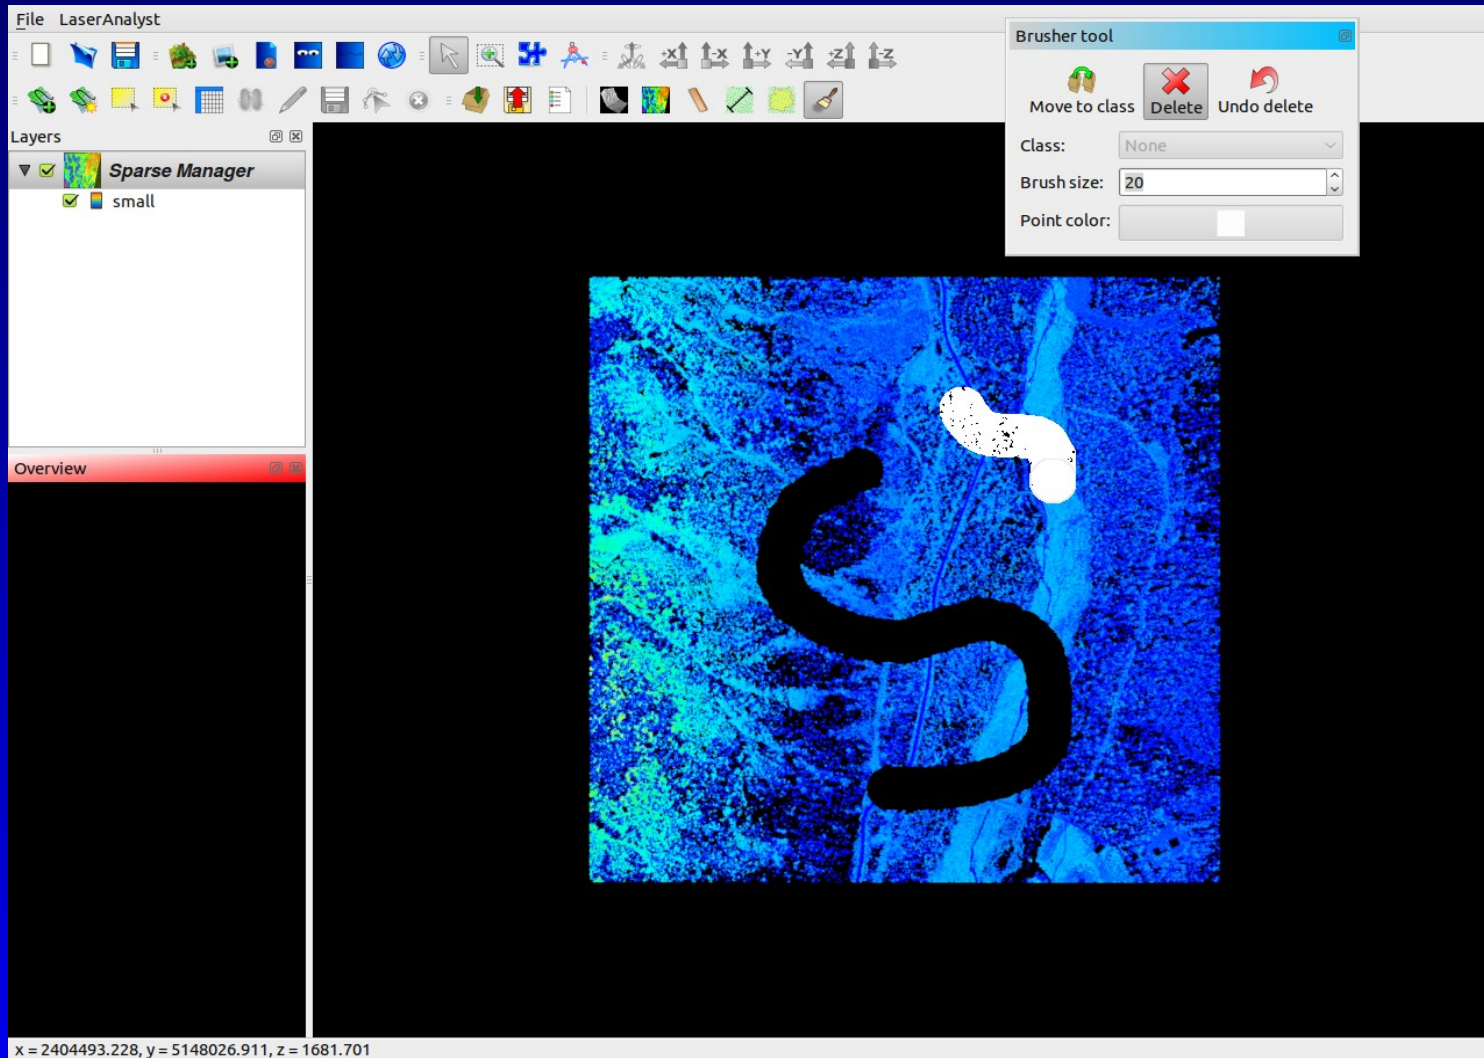 File LaserAnalyst
Brusher tool
+X -X +Y -Y +Z -Z
Move to class Delete Undo delete
Layers
Class: None
Sparse Manager
Brush size: 20
small
Point color:
Overview
x = 2404493.228, y = 5148026.911, z = 1681.701